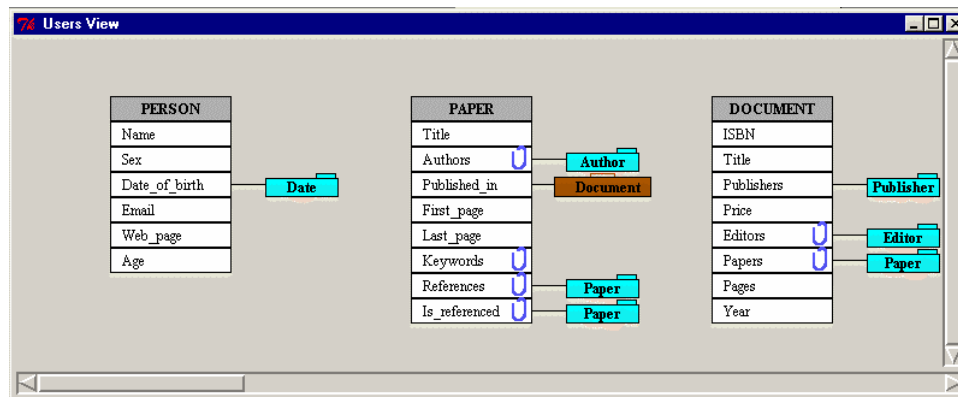 Users View
PERSON
Name
Sex
Date_of_birth
Date
Email
Web_page
Age
PAPER
Title
Authors
Author
Published_in
Document
First_page
Last_page
Keywords
References
Paper
Is_referenced
Paper
DOCUMENT
ISBN
Title
Publishers
Publisher
Price
Editors
Editor
Papers
Paper
Pages
Year